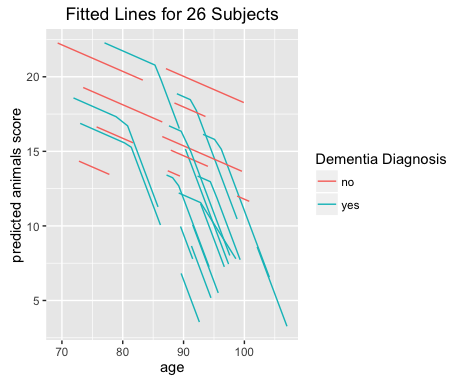 Fitted Lines for 26 Subjects
predicted animals score
20
15
10
5
70
80
90
100
age
Dementia Diagnosis
no
yes